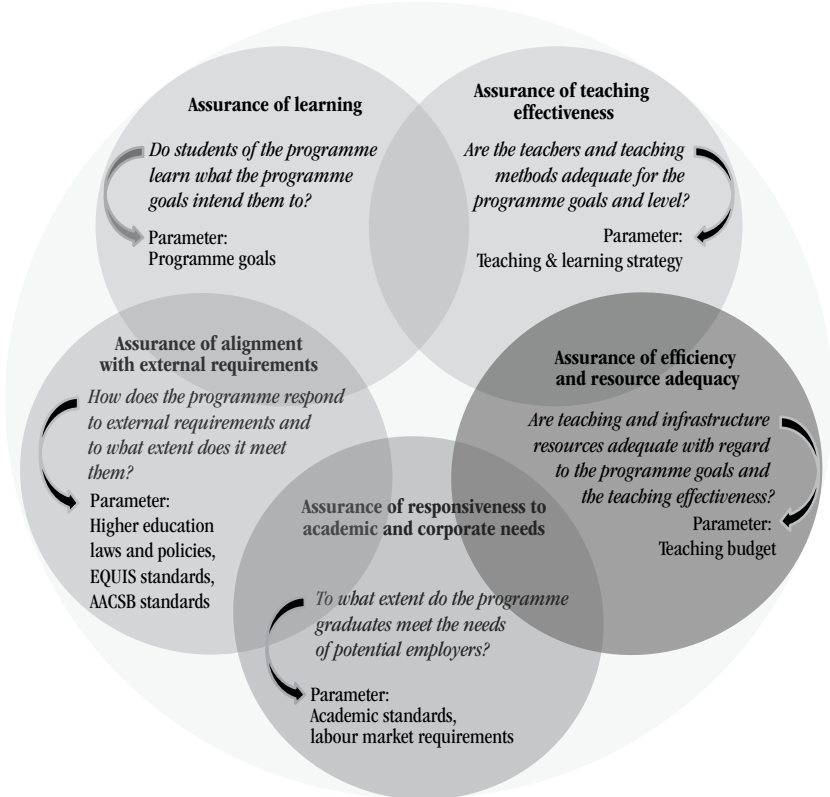 Assurance of learning
Do students of the programme
learn what the programme
goals intend them to?
Parameter:
Programme goals
Assurance of teaching
effectiveness
Are the teachers and teaching
methods adequate for the
programme goals and level?
Parameter:
Teaching & learning strategy
Assurance of alignment
with external requirements
How does the programme respond
to external requirements and
to what extent does it meet
them?
Parameter:
Higher education
laws and policies,
EQUIS standards,
AACSB standards
Assurance of efficiency
and resource adequacy
Are teaching and infrastructure
resources adequate with regard
to the programme goals and
the teaching effectiveness?
Parameter:
Teaching budget
Assurance of responsiveness to
academic and corporate needs
To what extent do the programme
graduates meet the needs
of potential employers?
Parameter:
Academic standards,
labour market requirements